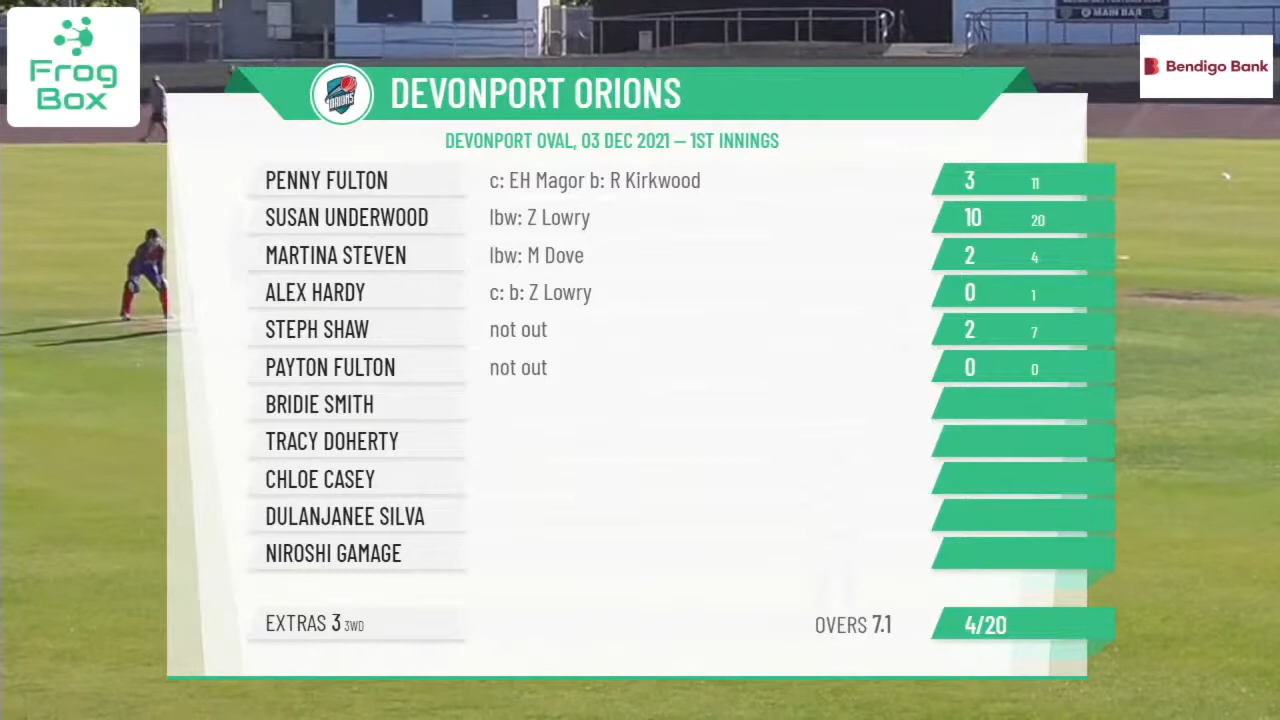 Frog
Box
MAIN BAR
Bendigo Bank
ORIONS
DEVONPORT ORIONS
DEVONPORT OVAL, 03 DEC 2021 – 1ST INNINGS
PENNY FULTON c: EH Magor b: R Kirkwood 3 11
SUSAN UNDERWOOD lbw: Z Lowry 10 20
MARTINA STEVEN lbw: M Dove 2 4
ALEX HARDY c: b: Z Lowry 0 1
STEPH SHAW not out 2 7
PAYTON FULTON not out 0 0
BRIDIE SMITH
TRACY DOHERTY
CHLOE CASEY
DULANJANEE SILVA
NIROSHI GAMAGE
EXTRAS 3 3WD OVERS 7.1 4/20